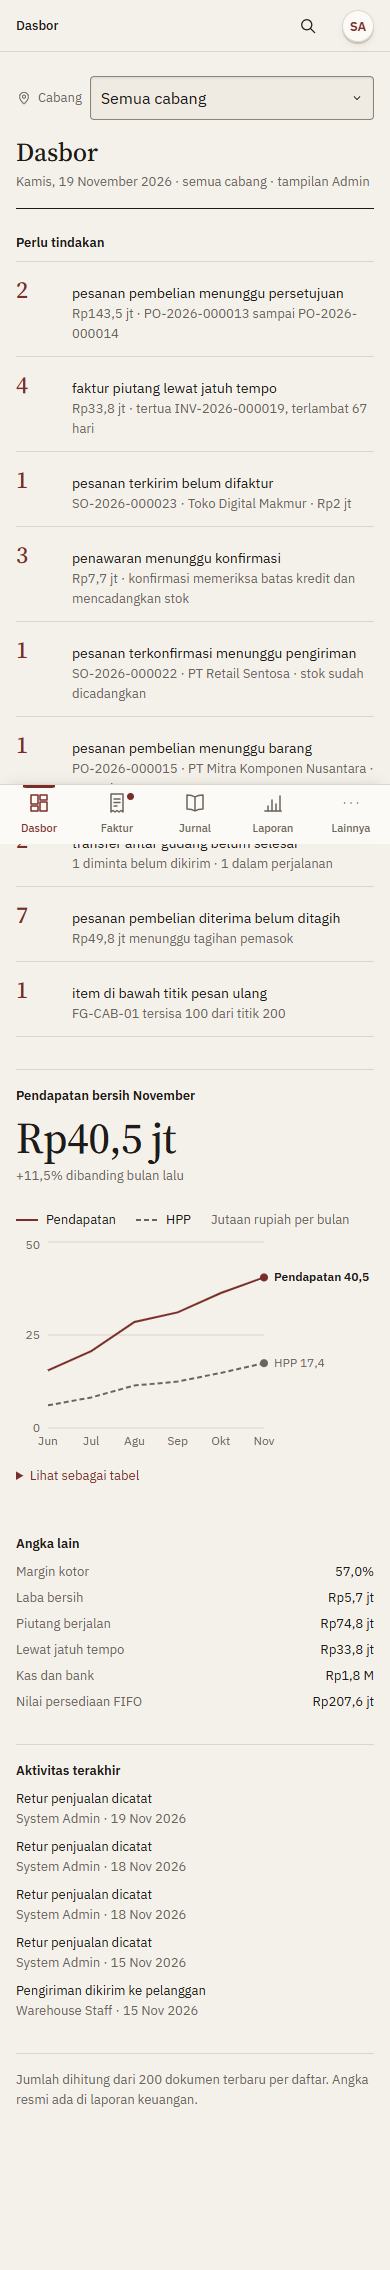 Dasbor
SA
Cabang
Semua cabang
Dasbor
Kamis, 19 November 2026 · semua cabang · tampilan Admin
Perlu tindakan
2
pesanan pembelian menunggu persetujuan
Rp143,5 jt · PO-2026-000013 sampai PO-2026-
000014
4
faktur piutang lewat jatuh tempo
Rp33,8 jt · tertua INV-2026-000019, terlambat 67
hari
1
pesanan terkirim belum difaktur
SO-2026-000023 · Toko Digital Makmur · Rp2 jt
3
penawaran menunggu konfirmasi
Rp7,7 jt · konfirmasi memeriksa batas kredit dan
mencadangkan stok
1
pesanan terkonfirmasi menunggu pengiriman
SO-2026-000022 · PT Retail Sentosa · stok sudah
dicadangkan
1
pesanan pembelian menunggu barang
PO-2026-000015 · PT Mitra Komponen Nusantara ·
Dasbor
Faktur
Jurnal
Laporan
Lainnya
2
transfer antar gudang belum selesai
1 diminta belum dikirim · 1 dalam perjalanan
7
pesanan pembelian diterima belum ditagih
Rp49,8 jt menunggu tagihan pemasok
1
item di bawah titik pesan ulang
FG-CAB-01 tersisa 100 dari titik 200
Pendapatan bersih November
Rp40,5 jt
+11,5% dibanding bulan lalu
Pendapatan HPP Jutaan rupiah per bulan
50
Pendapatan 40,5
25
HPP 17,4
0
Jun Jul Agu Sep Okt Nov
Lihat sebagai tabel
Angka lain
Margin kotor 57,0%
Laba bersih Rp5,7 jt
Piutang berjalan Rp74,8 jt
Lewat jatuh tempo Rp33,8 jt
Kas dan bank Rp1,8 M
Nilai persediaan FIFO Rp207,6 jt
Aktivitas terakhir
Retur penjualan dicatat
System Admin · 19 Nov 2026
Retur penjualan dicatat
System Admin · 18 Nov 2026
Retur penjualan dicatat
System Admin · 18 Nov 2026
Retur penjualan dicatat
System Admin · 15 Nov 2026
Pengiriman dikirim ke pelanggan
Warehouse Staff · 15 Nov 2026
Jumlah dihitung dari 200 dokumen terbaru per daftar. Angka
resmi ada di laporan keuangan.